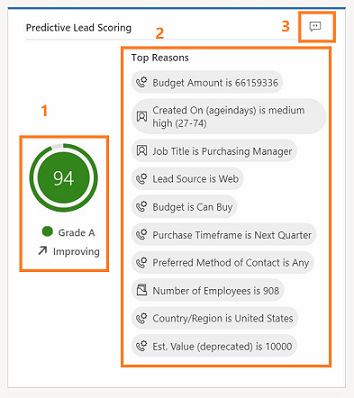 Predictive Lead Scoring
3
2
Top Reasons
Budget Amount is 66159336
Created On (ageindays) is medium
high (27-74)
1
Job Title is Purchasing Manager
94
Lead Source is Web
Budget is Can Buy
Grade A
Purchase Timeframe is Next Quarter
Improving
Preferred Method of Contact is Any
Number of Employees is 908
Country/Region is United States
Est. Value (deprecated) is 10000